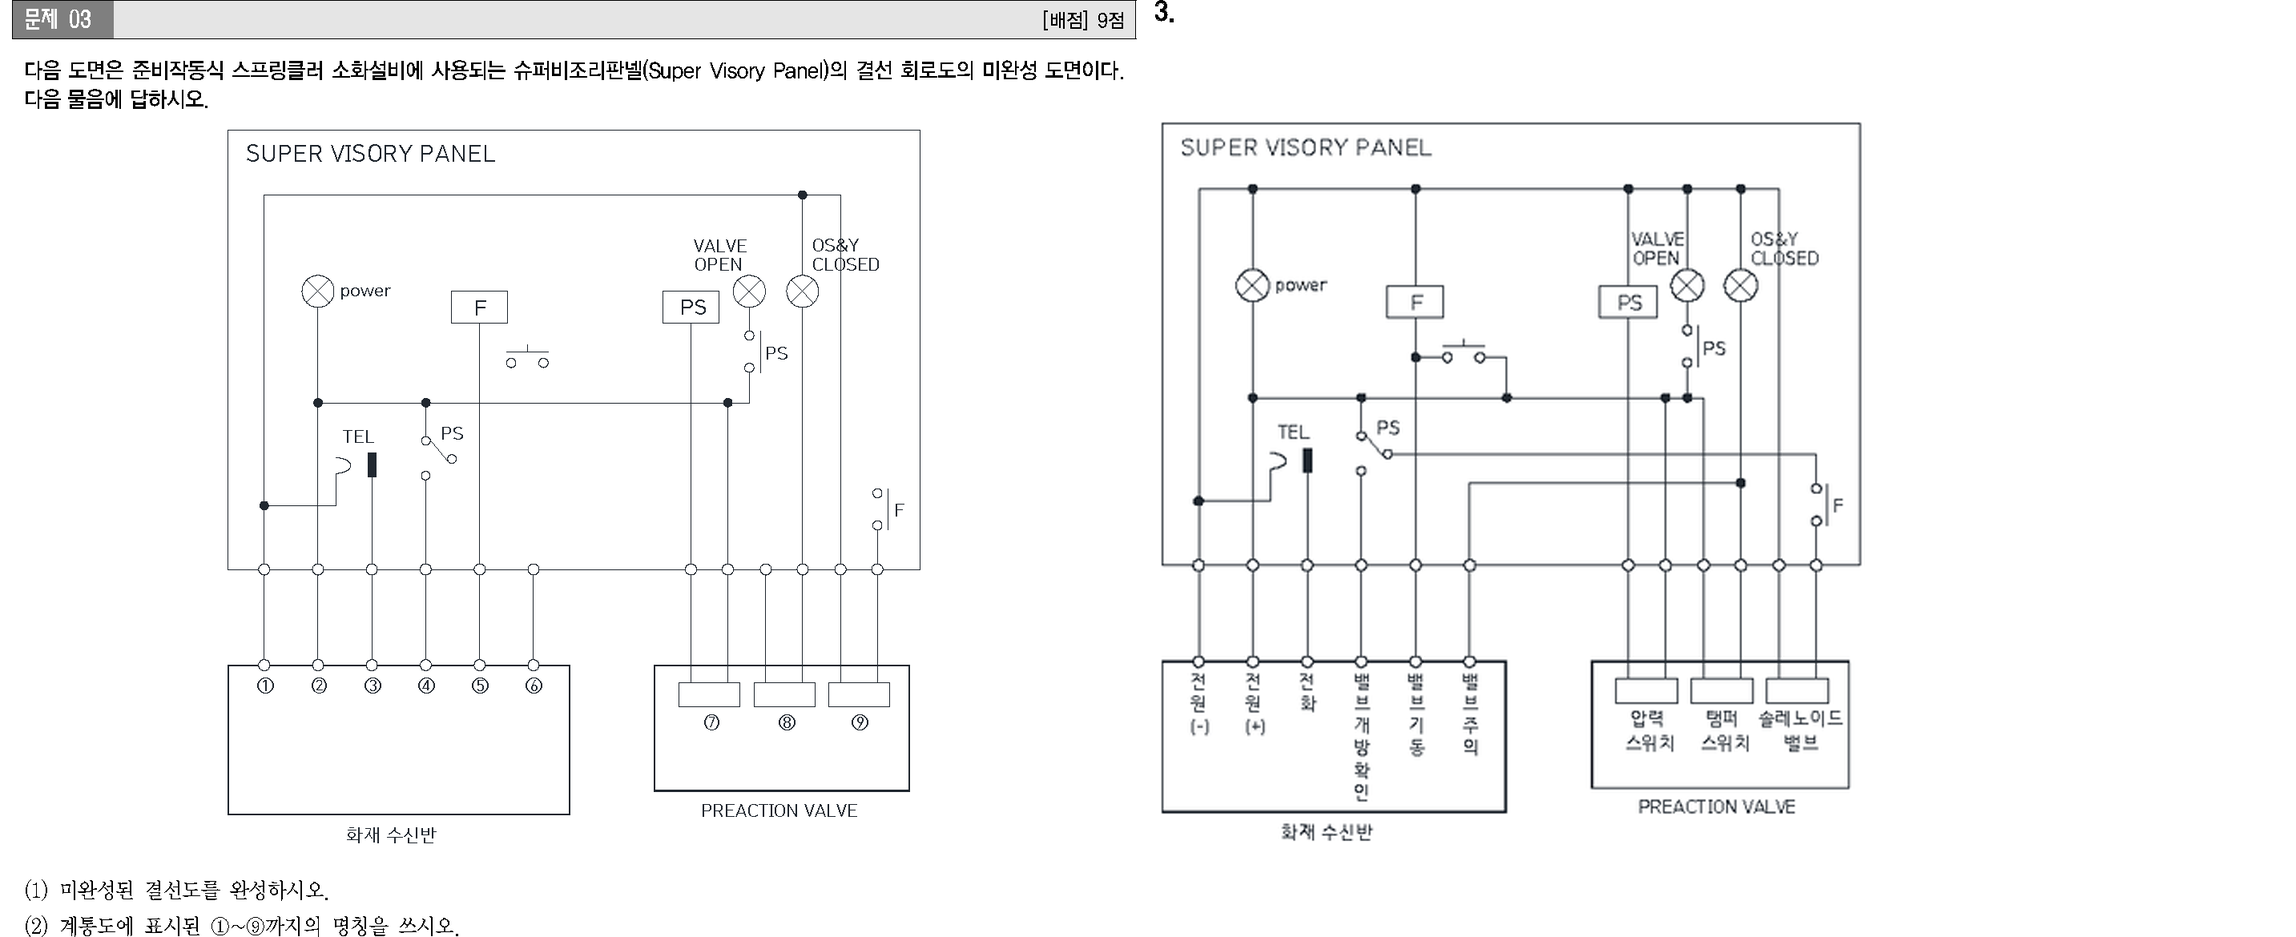 문제 03
[배점] 9점
다음 도면은 준비작동식 스프링클러 소화설비에 사용되는 슈퍼비조리판넬(Super Visory Panel)의 결선 회로도의 미완성 도면이다.
다음 물음에 답하시오.
SUPER VISORY PANEL
VALVE
OPEN
OS&Y
CLOSED
power
F
PS
PS
TEL
PS
F
①
②
③
④
⑤
⑥
⑦
⑧
⑨
PREACTION VALVE
화재 수신반
(1) 미완성된 결선도를 완성하시오.
(2) 계통도에 표시된 ①~⑨까지의 명칭을 쓰시오.
3.
SUPER VISORY PANEL
VALVE
OPEN
OS&Y
CLOSED
power
F
PS
PS
TEL
PS
F
전원(-)
전원(+)
전화
밸브개방확인
밸브기동
밸브주의
압력
스위치
탬퍼
스위치
솔레노이드
밸브
PREACTION VALVE
화재 수신반